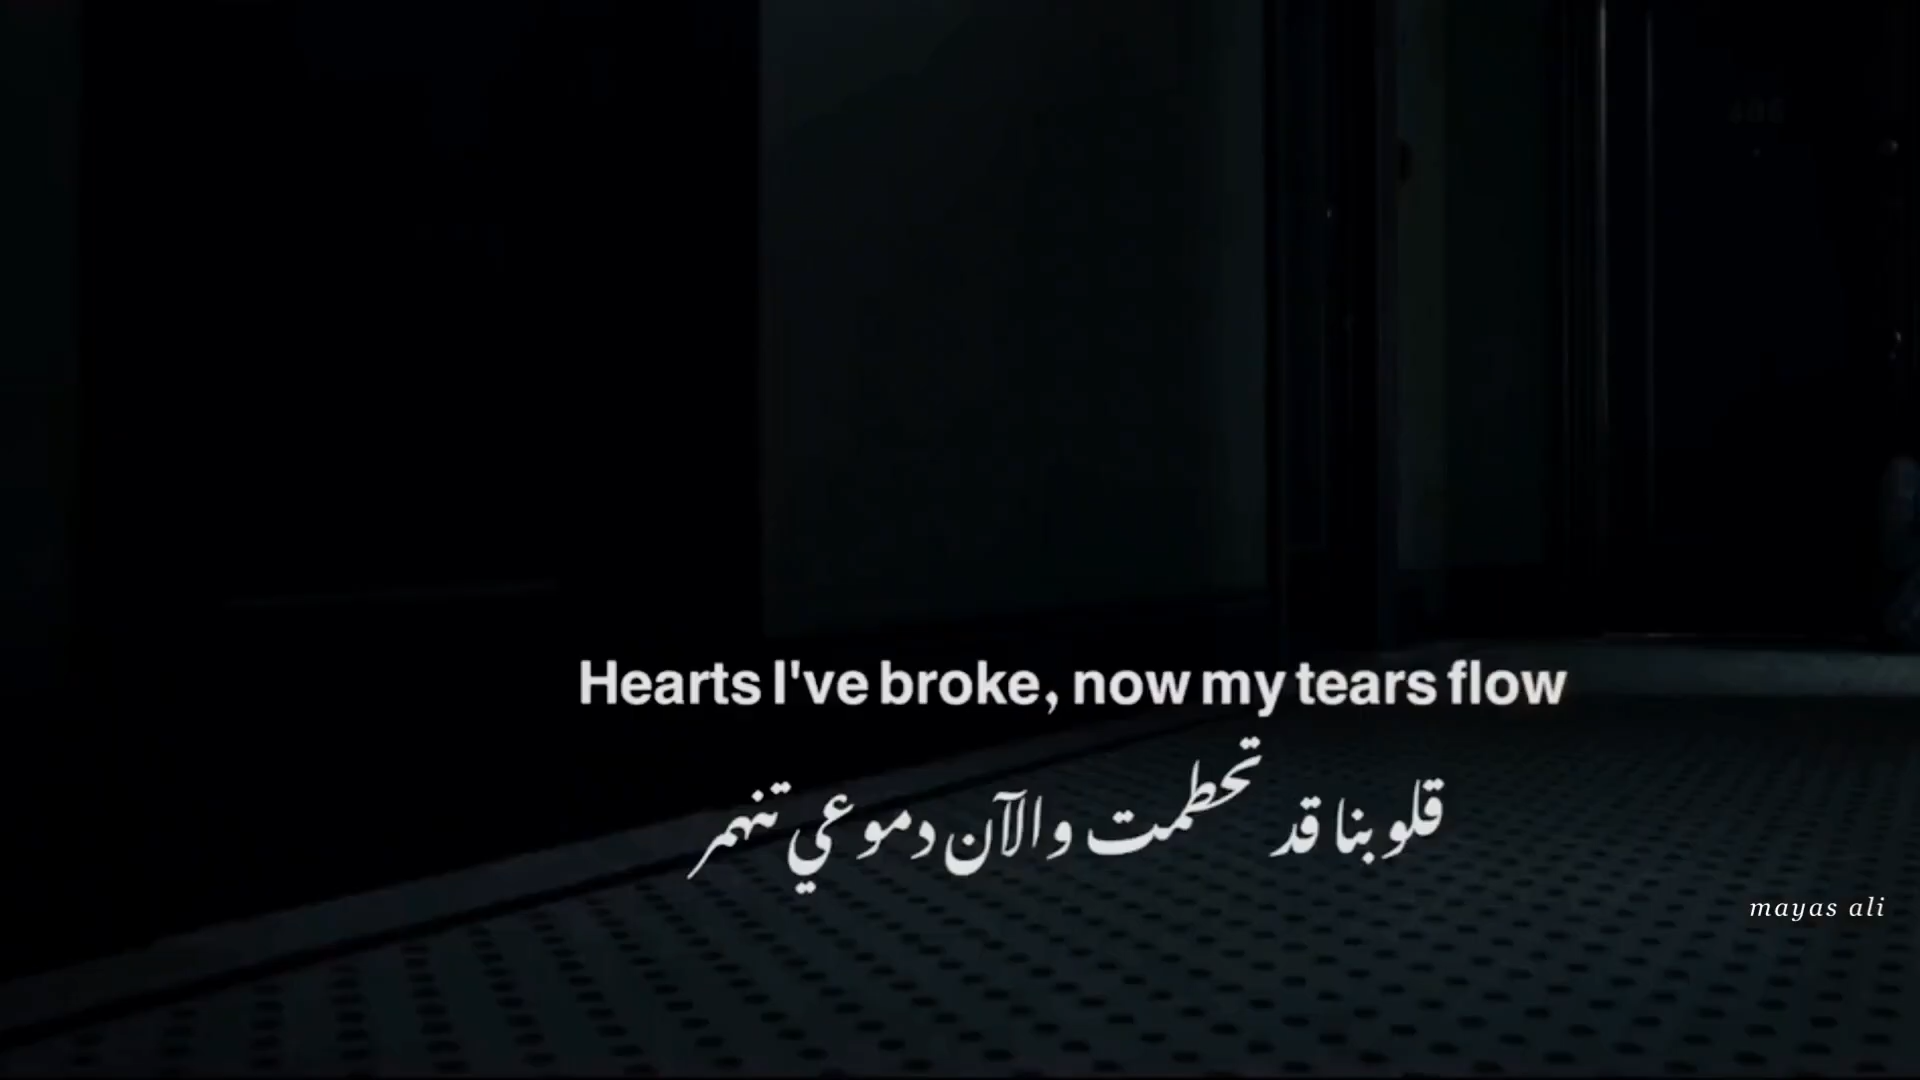 Hearts I've broke, now my tears flow
قلوبنا قد تحطمت والآن دموعي تنهمر
mayas ali